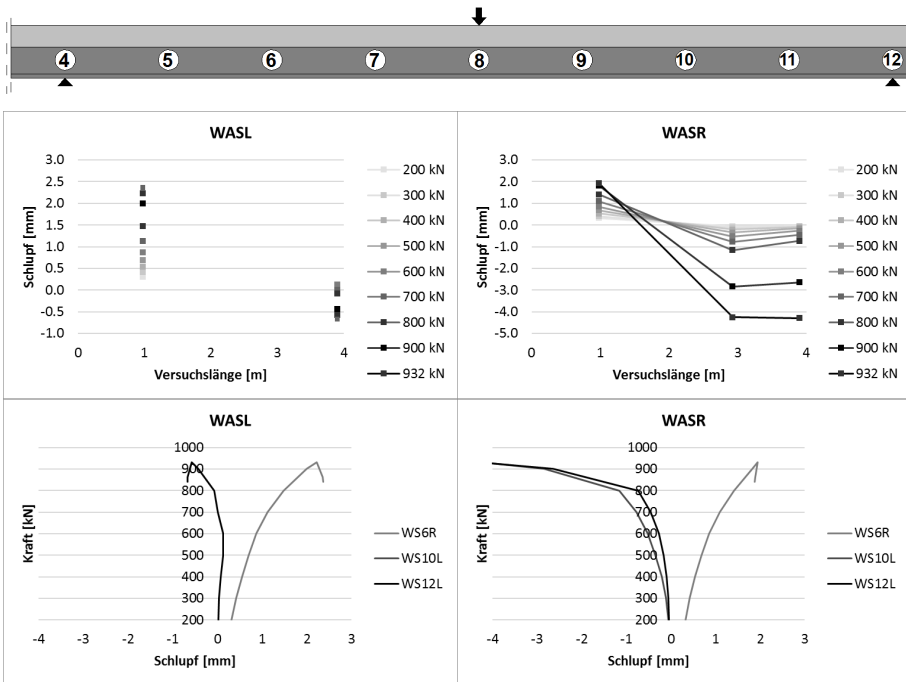 4 5 6 7 8 9 10 11 12
WASL
Schlupf [mm]
3.0
2.5
2.0
1.5
1.0
0.5
0.0
-0.5
-1.0
0 1 2 3 4
Versuchslänge [m]
200 kN
300 kN
400 kN
500 kN
600 kN
700 kN
800 kN
900 kN
932 kN
WASR
Schlupf [mm]
3.0
2.0
1.0
0.0
-1.0
-2.0
-3.0
-4.0
-5.0
0 1 2 3 4
Versuchslänge [m]
200 kN
300 kN
400 kN
500 kN
600 kN
700 kN
800 kN
900 kN
932 kN
WASL
Kraft [kN]
1000
900
800
700
600
500
400
300
200
-4 -3 -2 -1 0 1 2 3
Schlupf [mm]
WS6R
WS10L
WS12L
WASR
Kraft [kN]
1000
900
800
700
600
500
400
300
200
-4 -3 -2 -1 0 1 2 3
Schlupf [mm]
WS6R
WS10L
WS12L